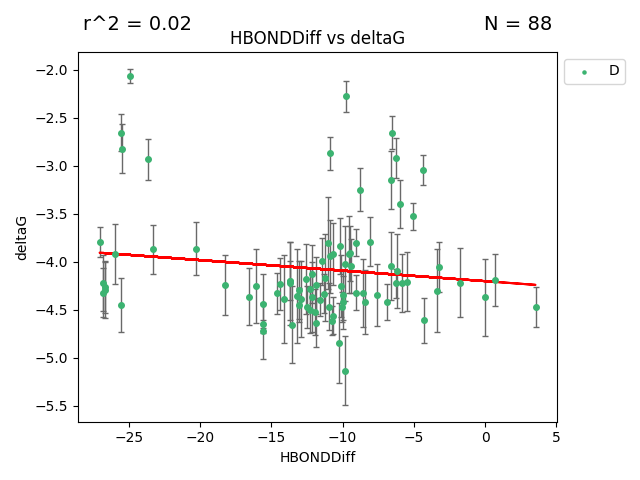 r^2 = 0.02
N = 88
HBONDDiff vs deltaG
D
−2.0
−2.5
−3.0
−3.5
−4.0
−4.5
−5.0
−5.5
deltaG
−25
−20
−15
−10
−5
0
5
HBONDDiff